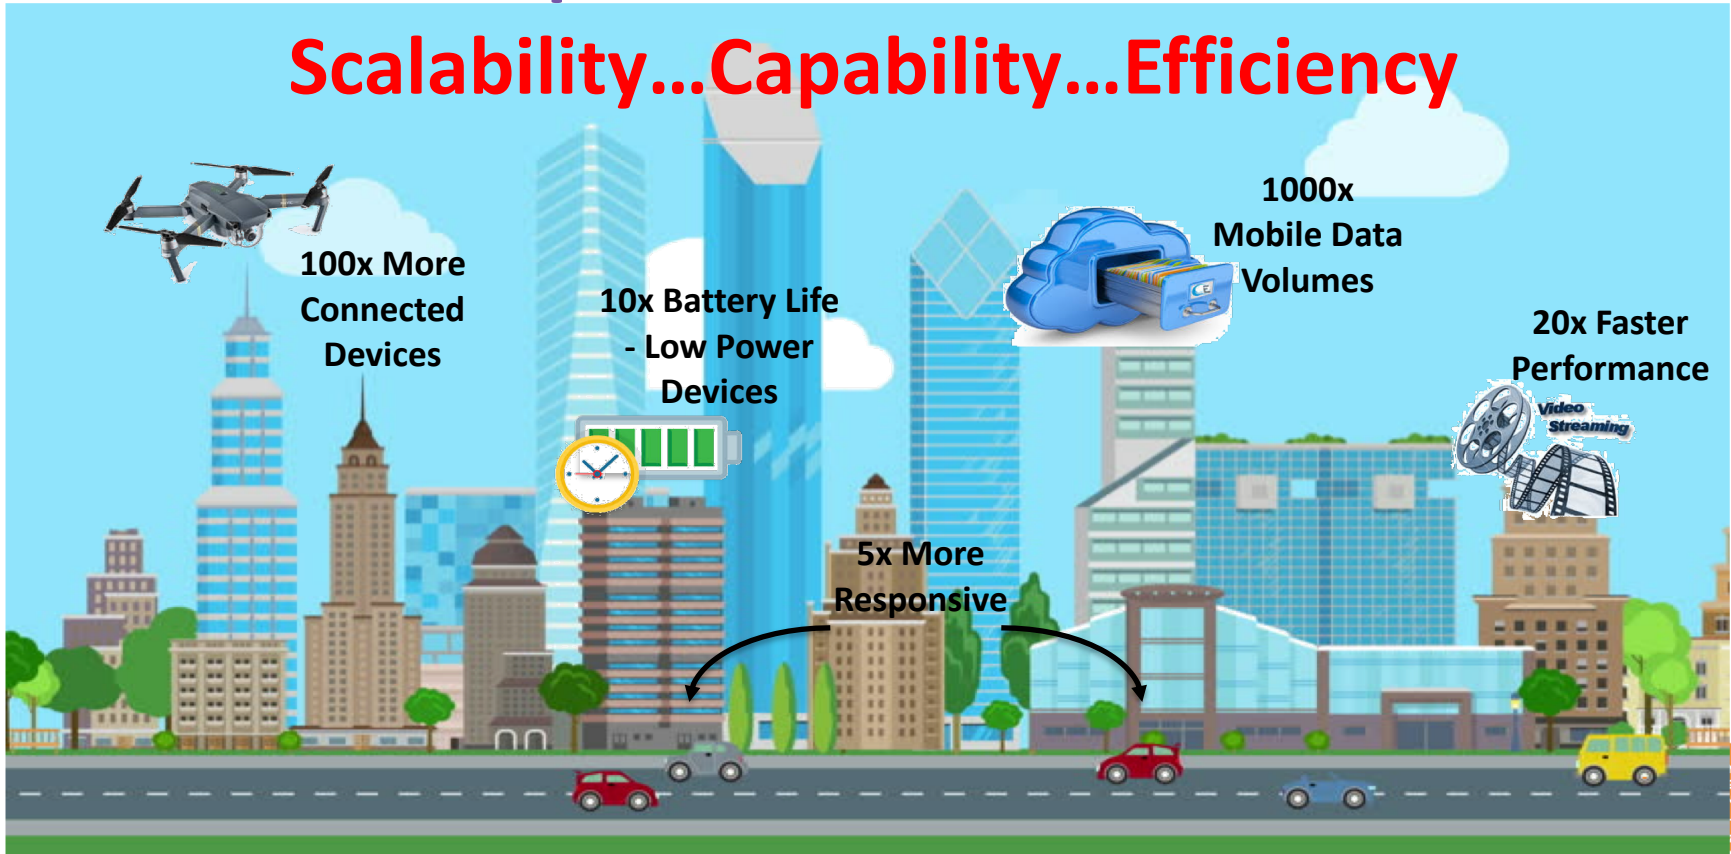 Scalability...Capability...Efficiency
100x More
Connected
Devices
10x Battery Life
- Low Power
Devices
1000x
Mobile Data
Volumes
20x Faster
Performance
Video
Streaming
5x More
Responsive